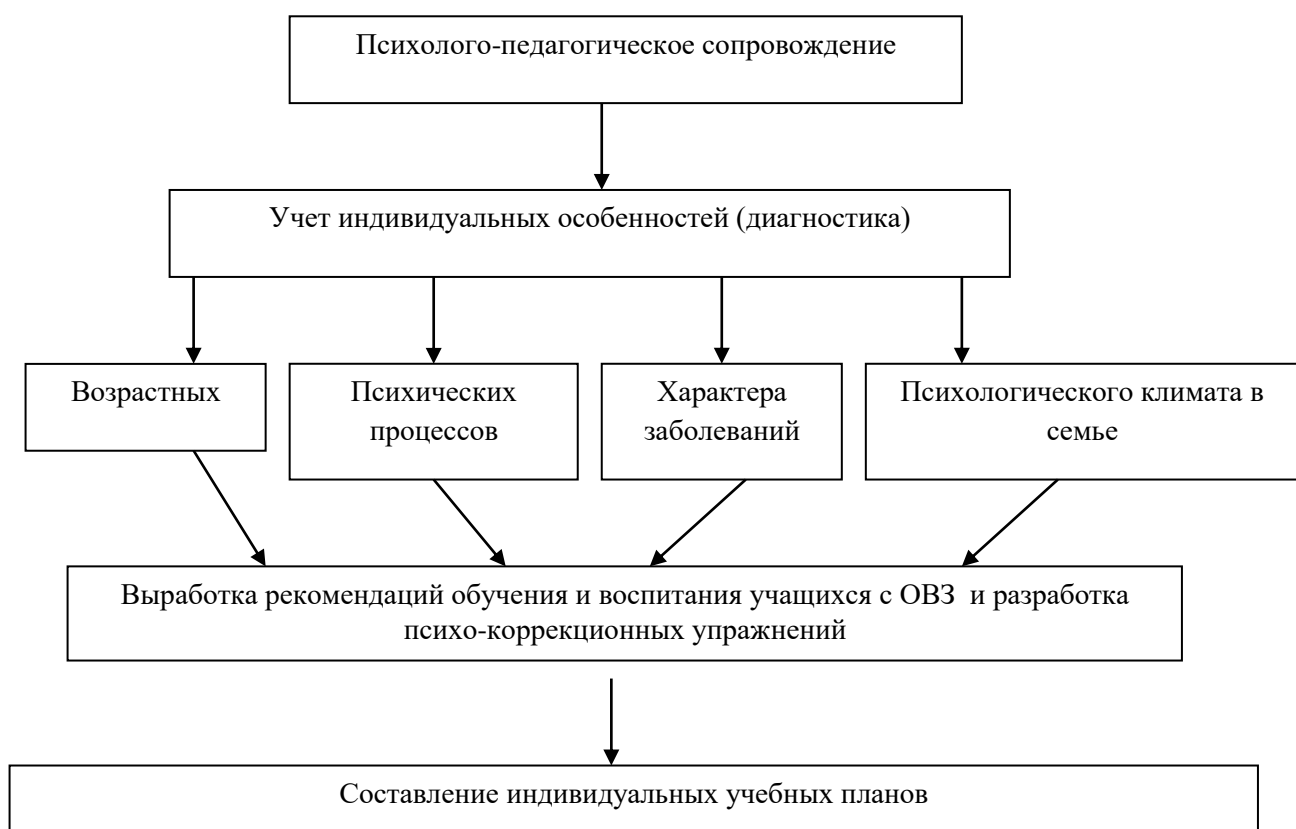 Психолого-педагогическое сопровождение
Учет индивидуальных особенностей (диагностика)
Возрастных
Психических
процессов
Характера
заболеваний
Психологического климата в
семье
Выработка рекомендаций обучения и воспитания учащихся с ОВЗ и разработка
психо-коррекционных упражнений
Составление индивидуальных учебных планов